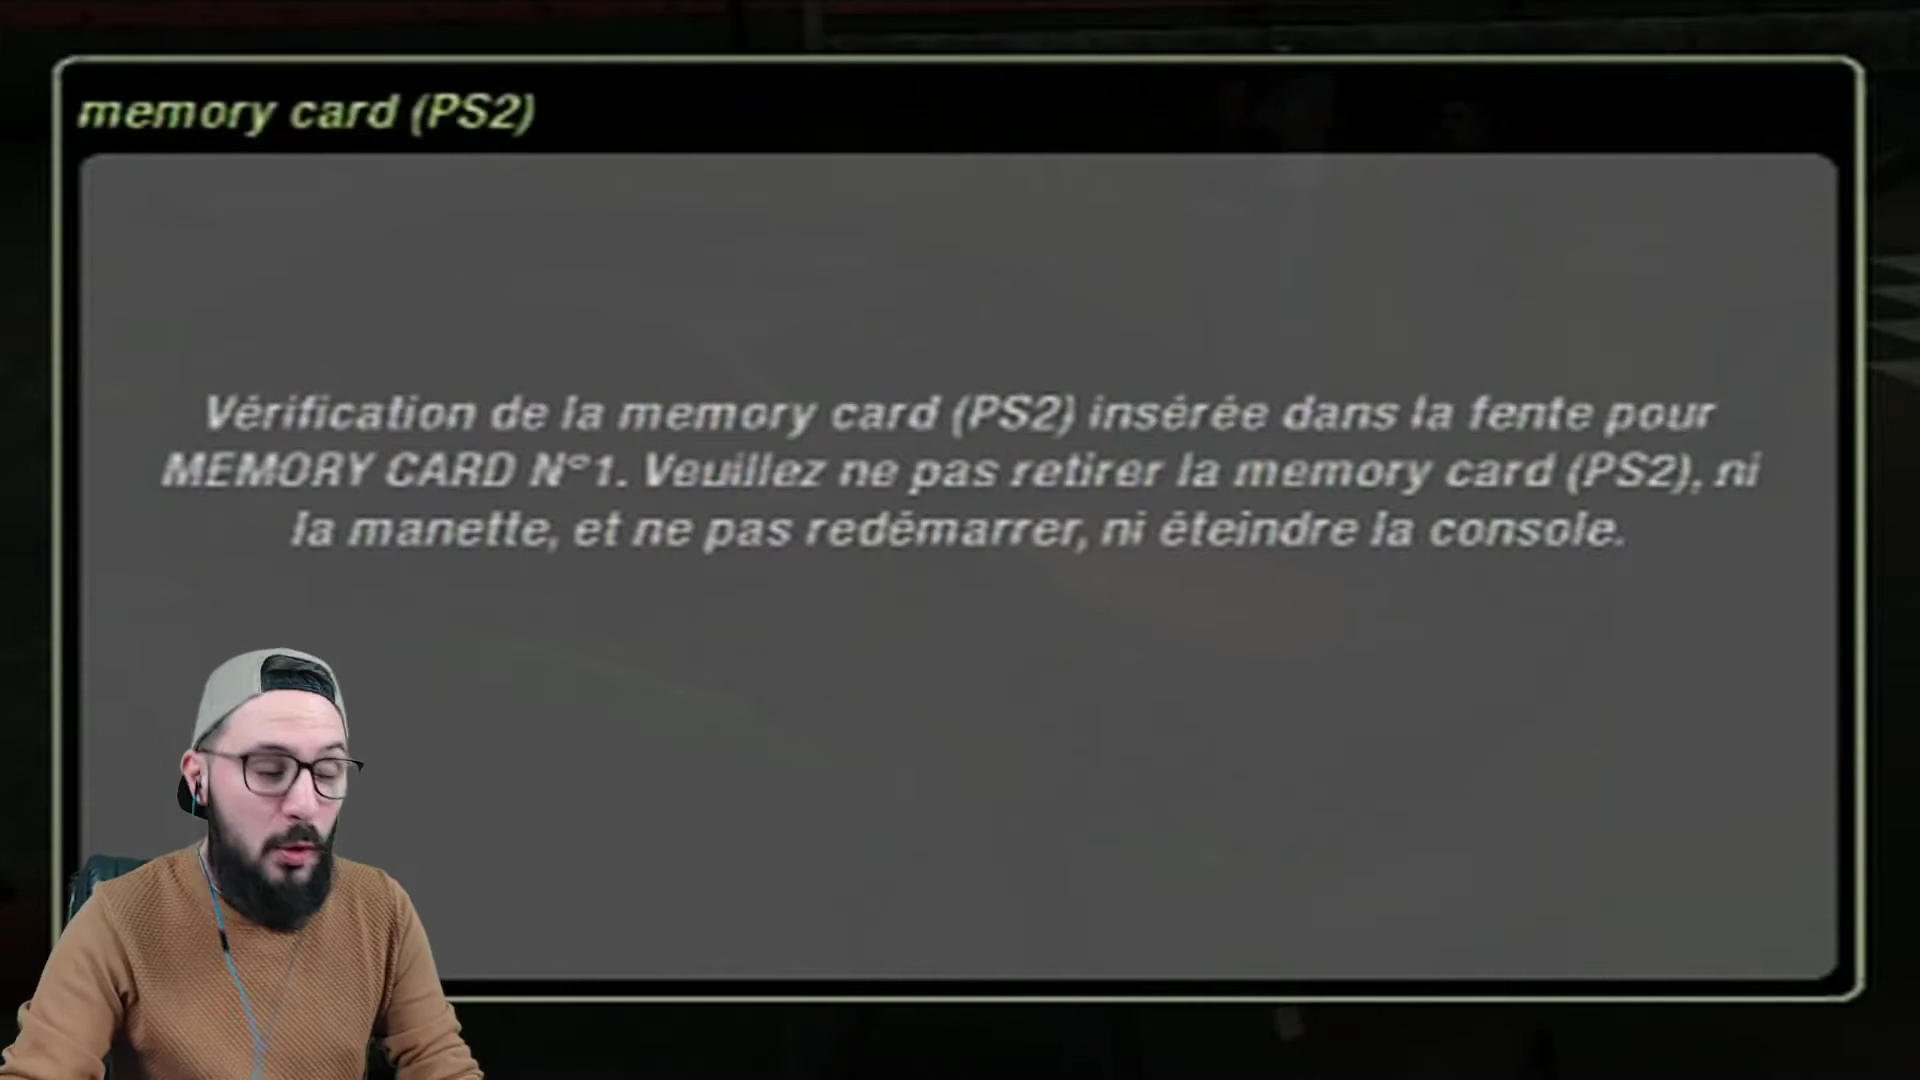 memory card (PS2)
Vérification de la memory card (PS2) insérée dans la fente pour
MEMORY CARD N°1. Veuillez ne pas retirer la memory card (PS2), ni
la manette, et ne pas redémarrer, ni éteindre la console.